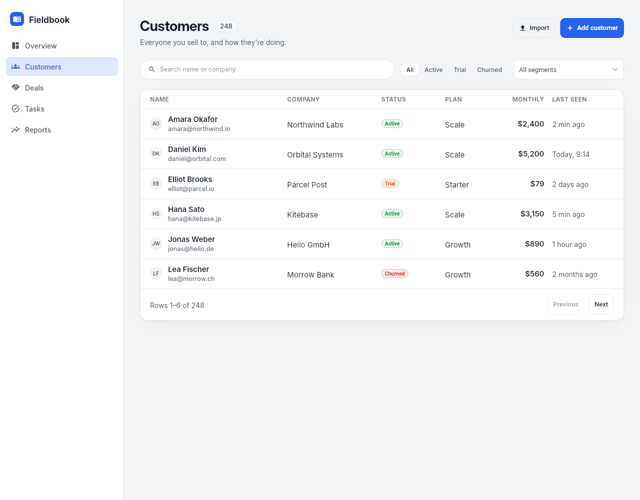 Fieldbook
Overview
Customers
Deals
Tasks
Reports
Customers 248
Everyone you sell to, and how they're doing.
Import
Add customer
Search name or company
All Active Trial Churned
All segments
NAME COMPANY STATUS PLAN MONTHLY LAST SEEN
AO Amara Okafor Northwind Labs Active Scale $2,400 2 min ago
amara@northwind.io
DK Daniel Kim Orbital Systems Active Scale $5,200 Today, 9:14
daniel@orbital.com
EB Elliot Brooks Parcel Post Trial Starter $79 2 days ago
elliot@parcel.io
HS Hana Sato Kitebase Active Scale $3,150 5 min ago
hana@kitebase.jp
JW Jonas Weber Helio GmbH Active Growth $890 1 hour ago
jonas@helio.de
LF Lea Fischer Morrow Bank Churned Growth $560 2 months ago
lea@morrow.ch
Rows 1–6 of 248
Previous Next